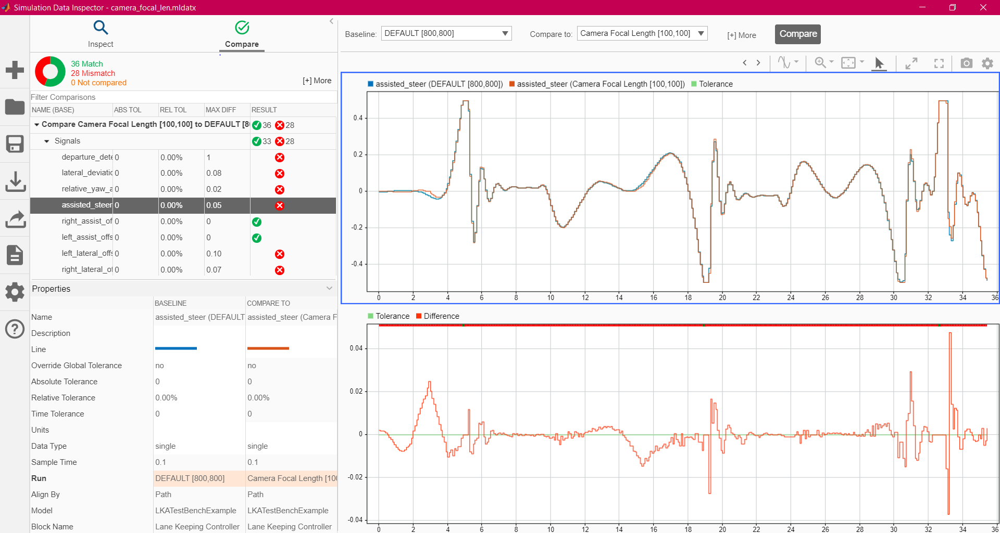 Simulation Data Inspector - camera_focal_len.mldatx
Inspect
Compare
36 Match
28 Mismatch
0 Not compared
[+] More
Filter Comparisons
NAME (BASE) ABS TOL REL TOL MAX DIFF RESULT
Compare Camera Focal Length [100,100] to DEFAULT [80 36 28
Signals 33 28
departure_dete 0 0.00% 1
lateral_deviatic 0 0.00% 0.08
relative_yaw_a 0 0.00% 0.02
assisted_steer 0 0.00% 0.05
right_assist_of 0 0.00% 0
left_assist_offs 0 0.00% 0
left_lateral_offs 0 0.00% 0.10
right_lateral_of 0 0.00% 0.07
Properties
BASELINE COMPARE TO
Name assisted_steer (DEFAULT assisted_steer (Camera F
Description
Line
Override Global Tolerance no no
Absolute Tolerance 0 0
Relative Tolerance 0.00% 0.00%
Time Tolerance 0 0
Units
Data Type single single
Sample Time 0.1 0.1
Run DEFAULT [800,800] Camera Focal Length [100
Align By Path Path
Model LKATestBenchExample LKATestBenchExample
Block Name Lane Keeping Controller Lane Keeping Controller
Baseline: DEFAULT [800,800] Compare to: Camera Focal Length [100,100] [+] More Compare
assisted_steer (DEFAULT [800,800]) assisted_steer (Camera Focal Length [100,100]) Tolerance
0.4
0.2
0
-0.2
-0.4
0 2 4 6 8 10 12 14 16 18 20 22 24 26 28 30 32 34 36
Tolerance Difference
0.04
0.02
0
-0.02
-0.04
0 2 4 6 8 10 12 14 16 18 20 22 24 26 28 30 32 34 36